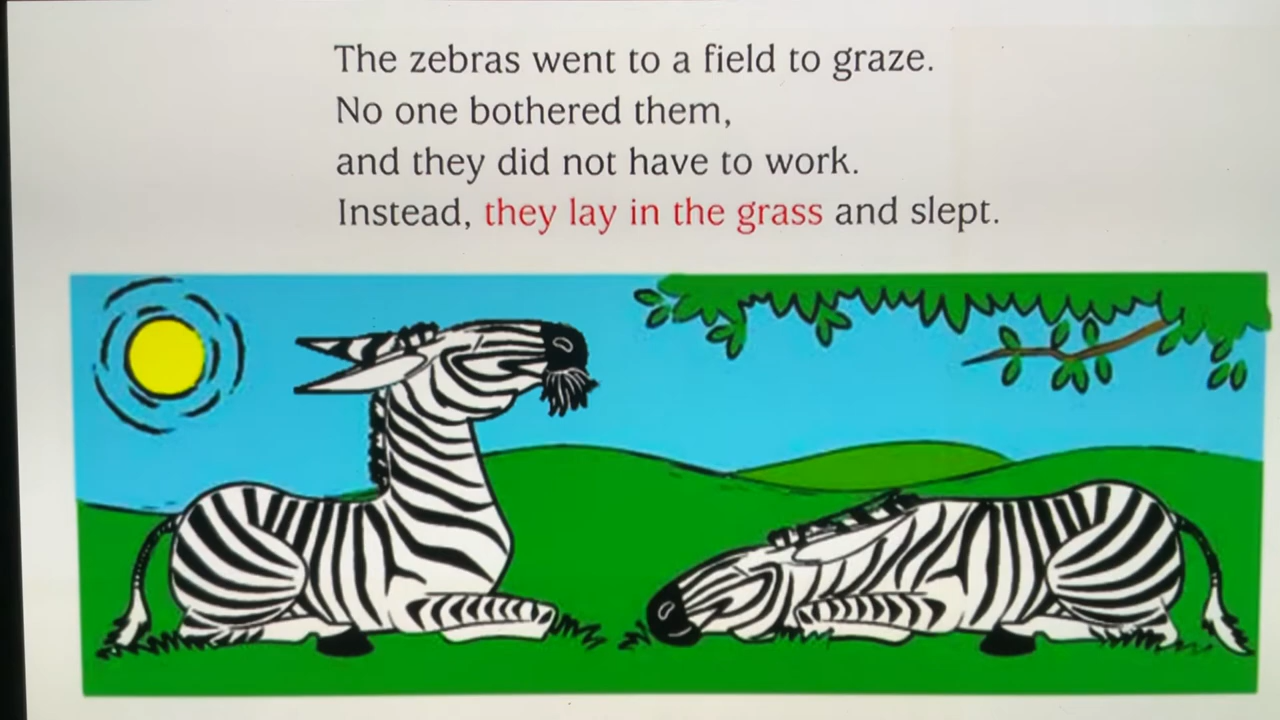 The zebras went to a field to graze.
No one bothered them,
and they did not have to work.
Instead, they lay in the grass and slept.